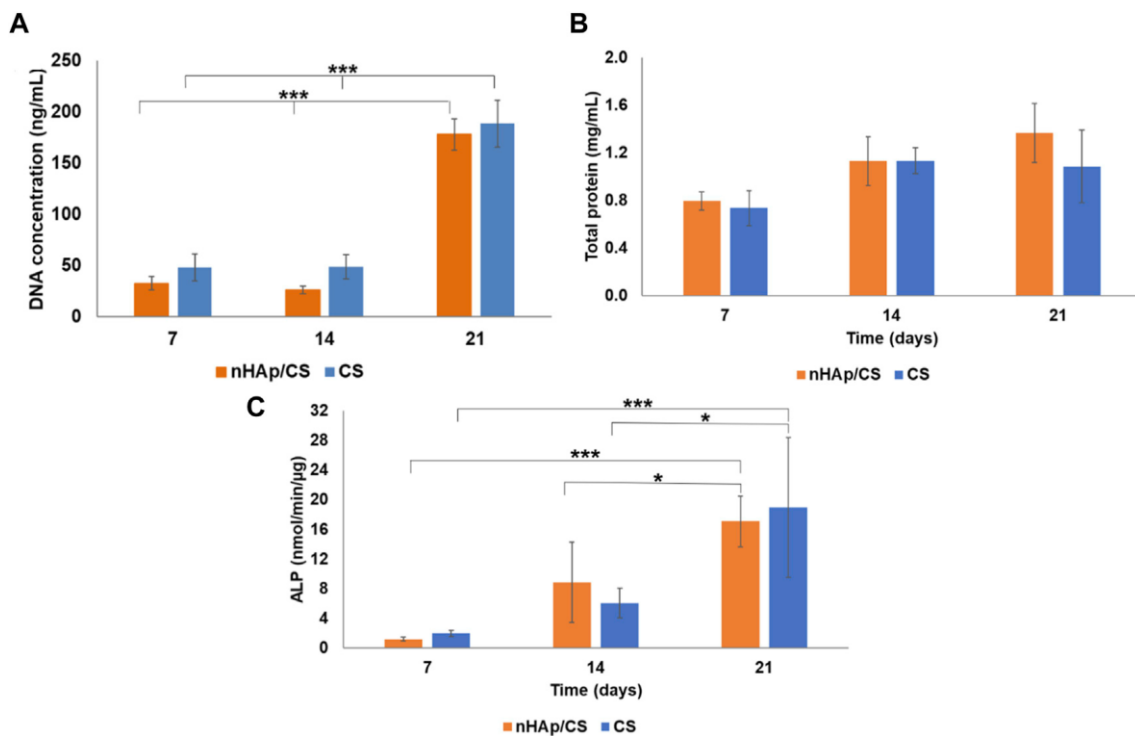 A
DNA concentration (ng/mL)
250
200
150
100
50
0
***
***
7 14 21
nHAp/CS CS
B
Total protein (mg/mL)
2.0
1.6
1.2
0.8
0.4
0.0
7 14 21
Time (days)
nHAp/CS CS
C
ALP (nmol/min/µg)
32
28
24
20
16
12
8
4
0
***
*
***
*
7 14 21
Time (days)
nHAp/CS CS